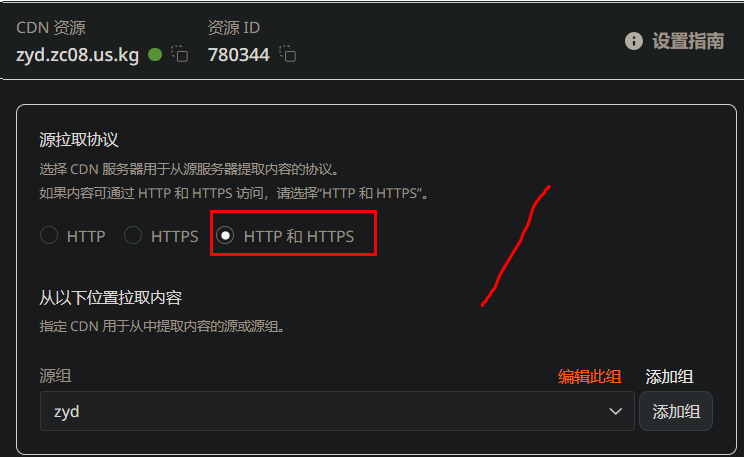 CDN 资源 资源 ID
zyd.zc08.us.kg 780344 设置指南
源拉取协议
选择 CDN 服务器用于从源服务器提取内容的协议。
如果内容可通过 HTTP 和 HTTPS 访问，请选择“HTTP 和 HTTPS”。
HTTP HTTPS HTTP 和 HTTPS
从以下位置拉取内容
指定 CDN 用于从中提取内容的源或源组。
源组 编辑此组 添加组
zyd 添加组